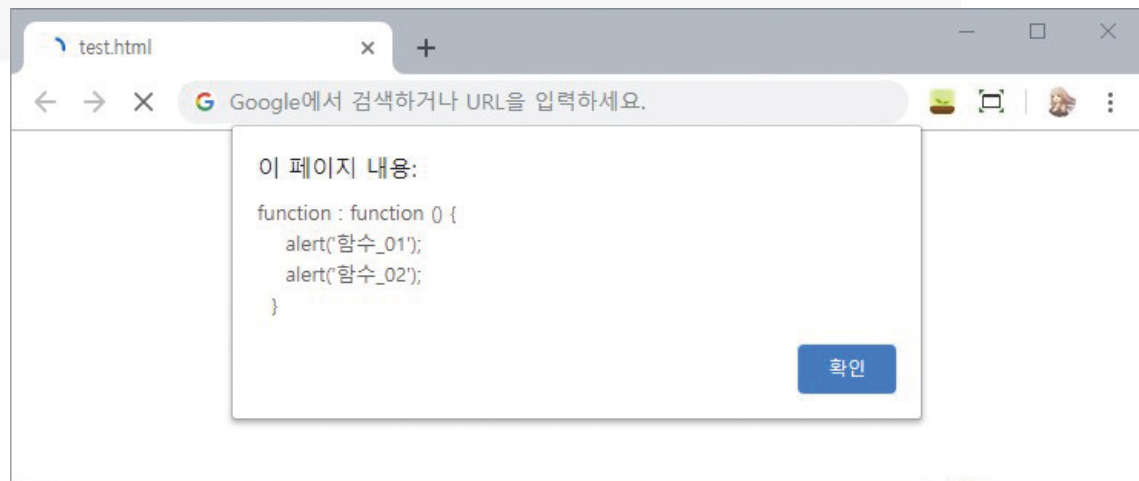 test.html
Google에서 검색하거나 URL을 입력하세요.
이 페이지 내용:
function : function () {
alert('함수_01');
alert('함수_02');
}
확인